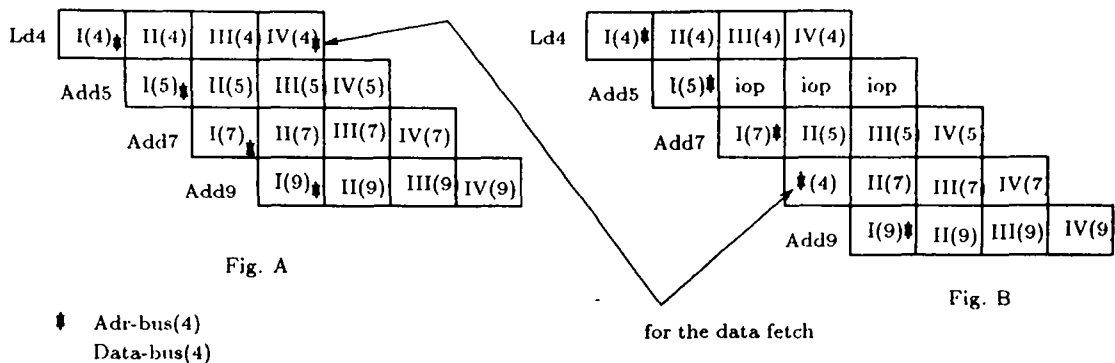 Ld4 I(4) II(4) III(4 IV(4)
Add5 I(5) II(5) III(5 IV(5)
Add7 I(7) II(7) III(7) IV(7)
Add9 I(9) II(9) III(9) IV(9)
Fig. A
Adr-bus(4)
Data-bus(4)
Ld4 I(4) II(4) III(4) IV(4)
Add5 I(5) iop iop iop
Add7 I(7) II(5) III(5) IV(5)
(4) II(7) III(7) IV(7)
Add9 I(9) II(9) III(9) IV(9
Fig. B
for the data fetch